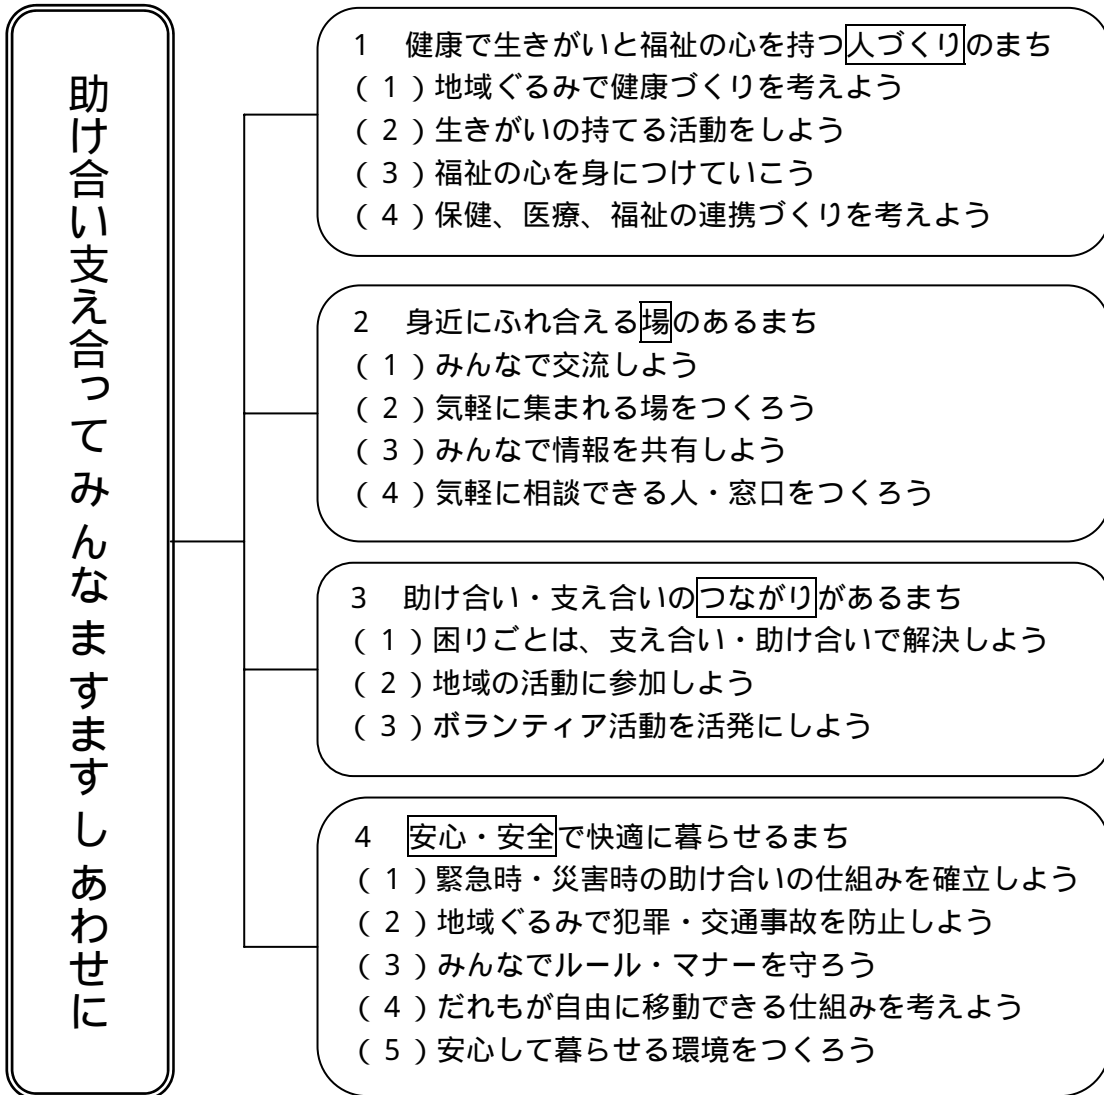 助け合い支え合ってみんなますますしあわせに
1 健康で生きがいと福祉の心を持つ人づくりのまち
(1)地域ぐるみで健康づくりを考えよう
(2)生きがいの持てる活動をしよう
(3)福祉の心を身につけていこう
(4)保健、医療、福祉の連携づくりを考えよう
2 身近にふれ合える場のあるまち
(1)みんなで交流しよう
(2)気軽に集まれる場をつくろう
(3)みんなで情報を共有しよう
(4)気軽に相談できる人・窓口をつくろう
3 助け合い・支え合いのつながりがあるまち
(1)困りごとは、支え合い・助け合いで解決しよう
(2)地域の活動に参加しよう
(3)ボランティア活動を活発にしよう
4 安心・安全で快適に暮らせるまち
(1)緊急時・災害時の助け合いの仕組みを確立しよう
(2)地域ぐるみで犯罪・交通事故を防止しよう
(3)みんなでルール・マナーを守ろう
(4)だれもが自由に移動できる仕組みを考えよう
(5)安心して暮らせる環境をつくろう